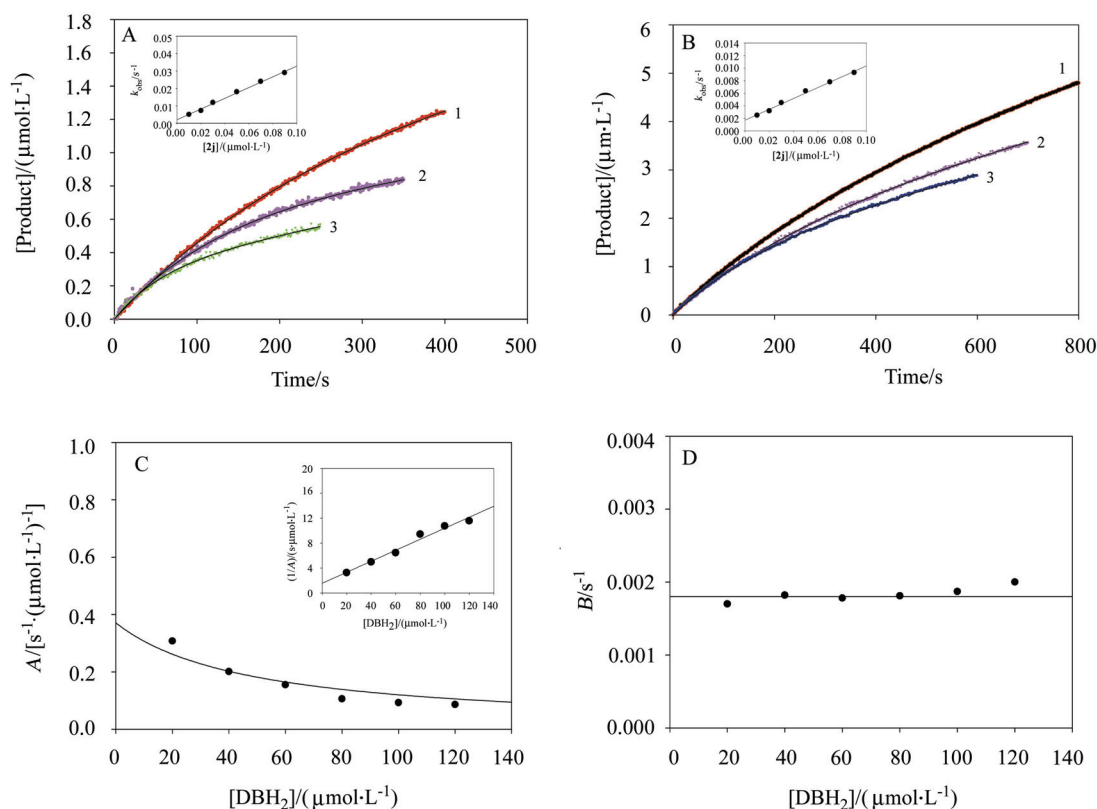 A
B
C
D
[Product]/(μmol·L⁻¹)
1.6
1.4
1.2
1.0
0.8
0.6
0.4
0.2
0.0
0 100 200 300 400 500
Time/s
1
2
3
k_obs/s⁻¹
0.05
0.04
0.03
0.02
0.01
0.00
0.00 0.02 0.04 0.06 0.08 0.10
[2j]/(μmol·L⁻¹)
[Product]/(μm·L⁻¹)
6
5
4
3
2
1
0
0 200 400 600 800
Time/s
1
2
3
k_obs/s⁻¹
0.014
0.012
0.010
0.008
0.006
0.004
0.002
0.000
0.00 0.02 0.04 0.06 0.08 0.10
[2j]/(μmol·L⁻¹)
A/[s⁻¹·(μmol·L⁻¹)⁻¹]
1.0
0.8
0.6
0.4
0.2
0.0
0 20 40 60 80 100 120 140
[DBH₂]/(μmol·L⁻¹)
(1/A)/(s·μmol·L⁻¹)
20
16
12
8
4
0 20 40 60 80 100 120 140
[DBH₂]/(μmol·L⁻¹)
B/s⁻¹
0.004
0.003
0.002
0.001
0.000
0 20 40 60 80 100 120 140
[DBH₂]/(μmol·L⁻¹)